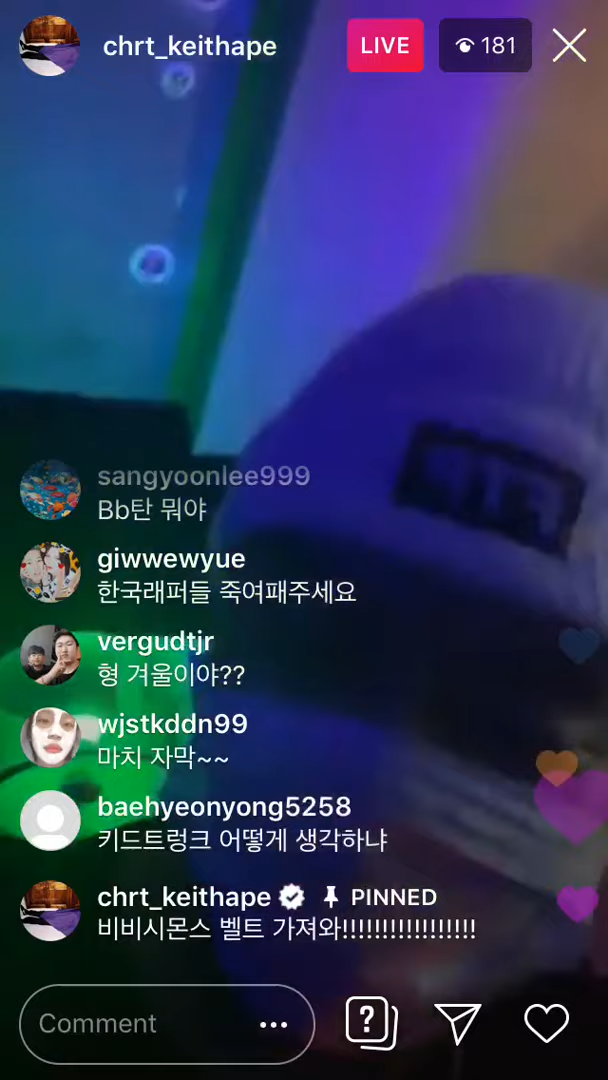 chrt_keithape
LIVE
181
sangyoonlee999
Bb탄 뭐야
giwwewyue
한국래퍼들 죽여패주세요
vergudtjr
형 겨울이야??
wjstkddn99
마치 자막~~
baehyeonyong5258
키드트렁크 어떻게 생각하냐
chrt_keithape PINNED
비비시몬스 벨트 가져와!!!!!!!!!!!!!!!!!!
Comment